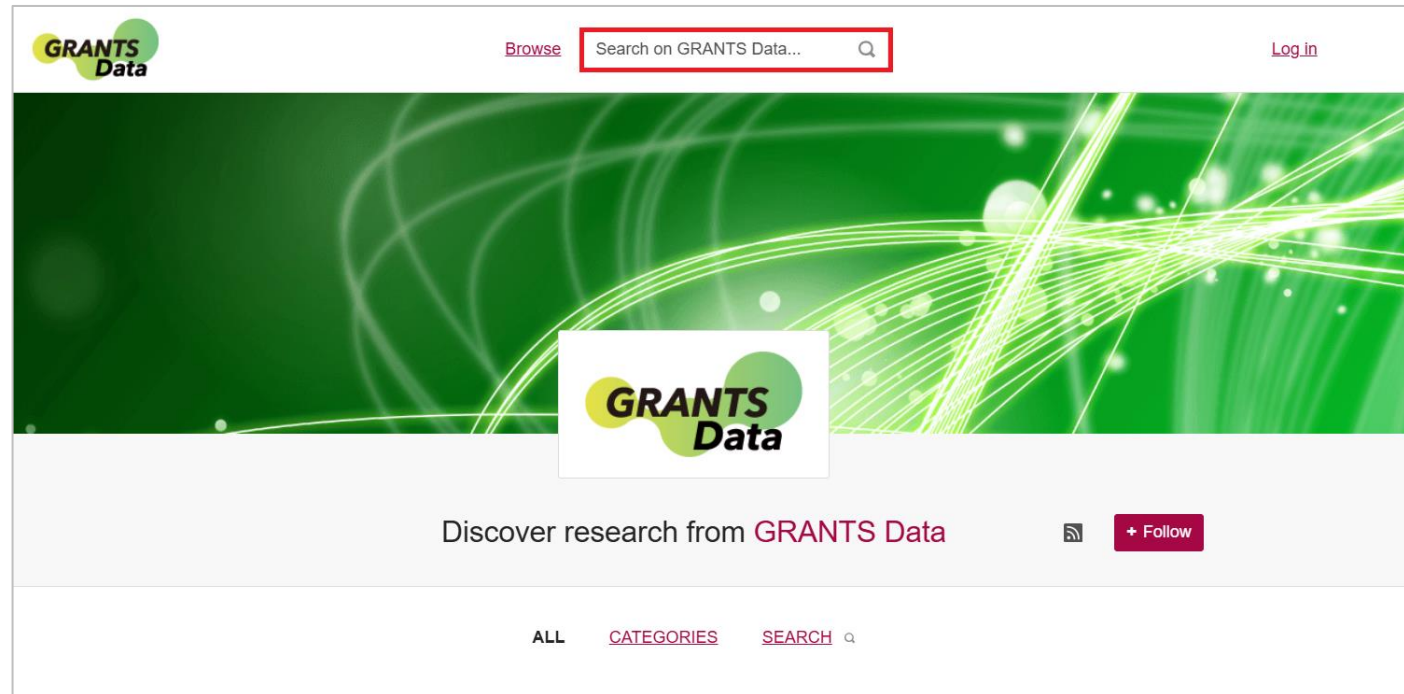 GRANTS
Data
Browse
Search on GRANTS Data...
Log in
GRANTS
Data
Discover research from GRANTS Data
+ Follow
ALL CATEGORIES SEARCH